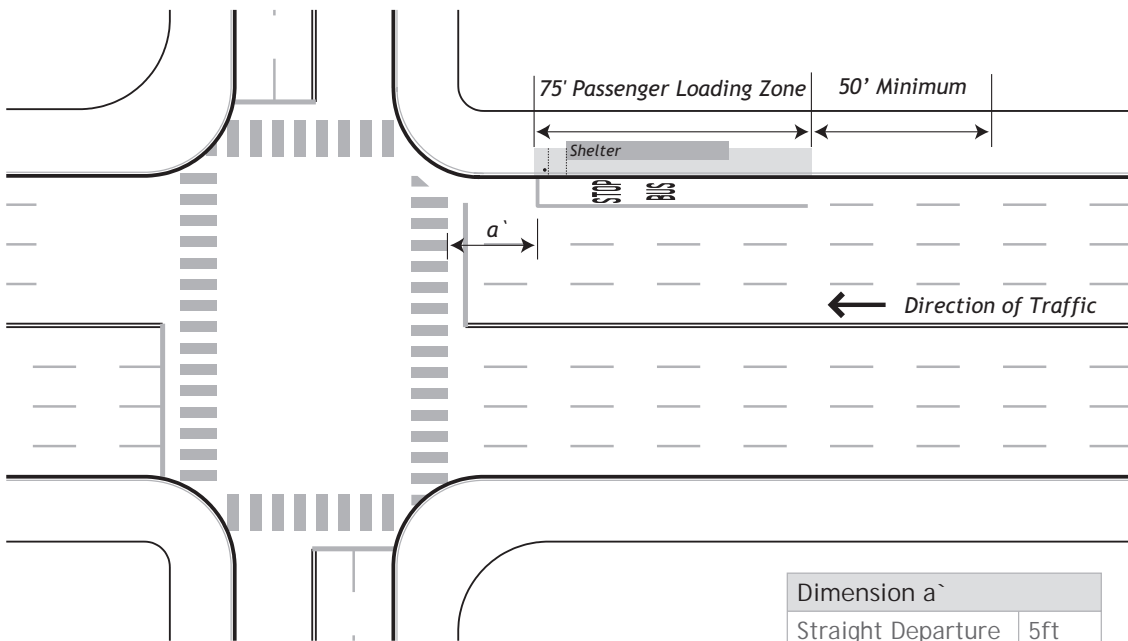 75' Passenger Loading Zone
50’ Minimum
Shelter
STOP
BUS
a`
Direction of Traffic
Dimension a`
Straight Departure 5ft